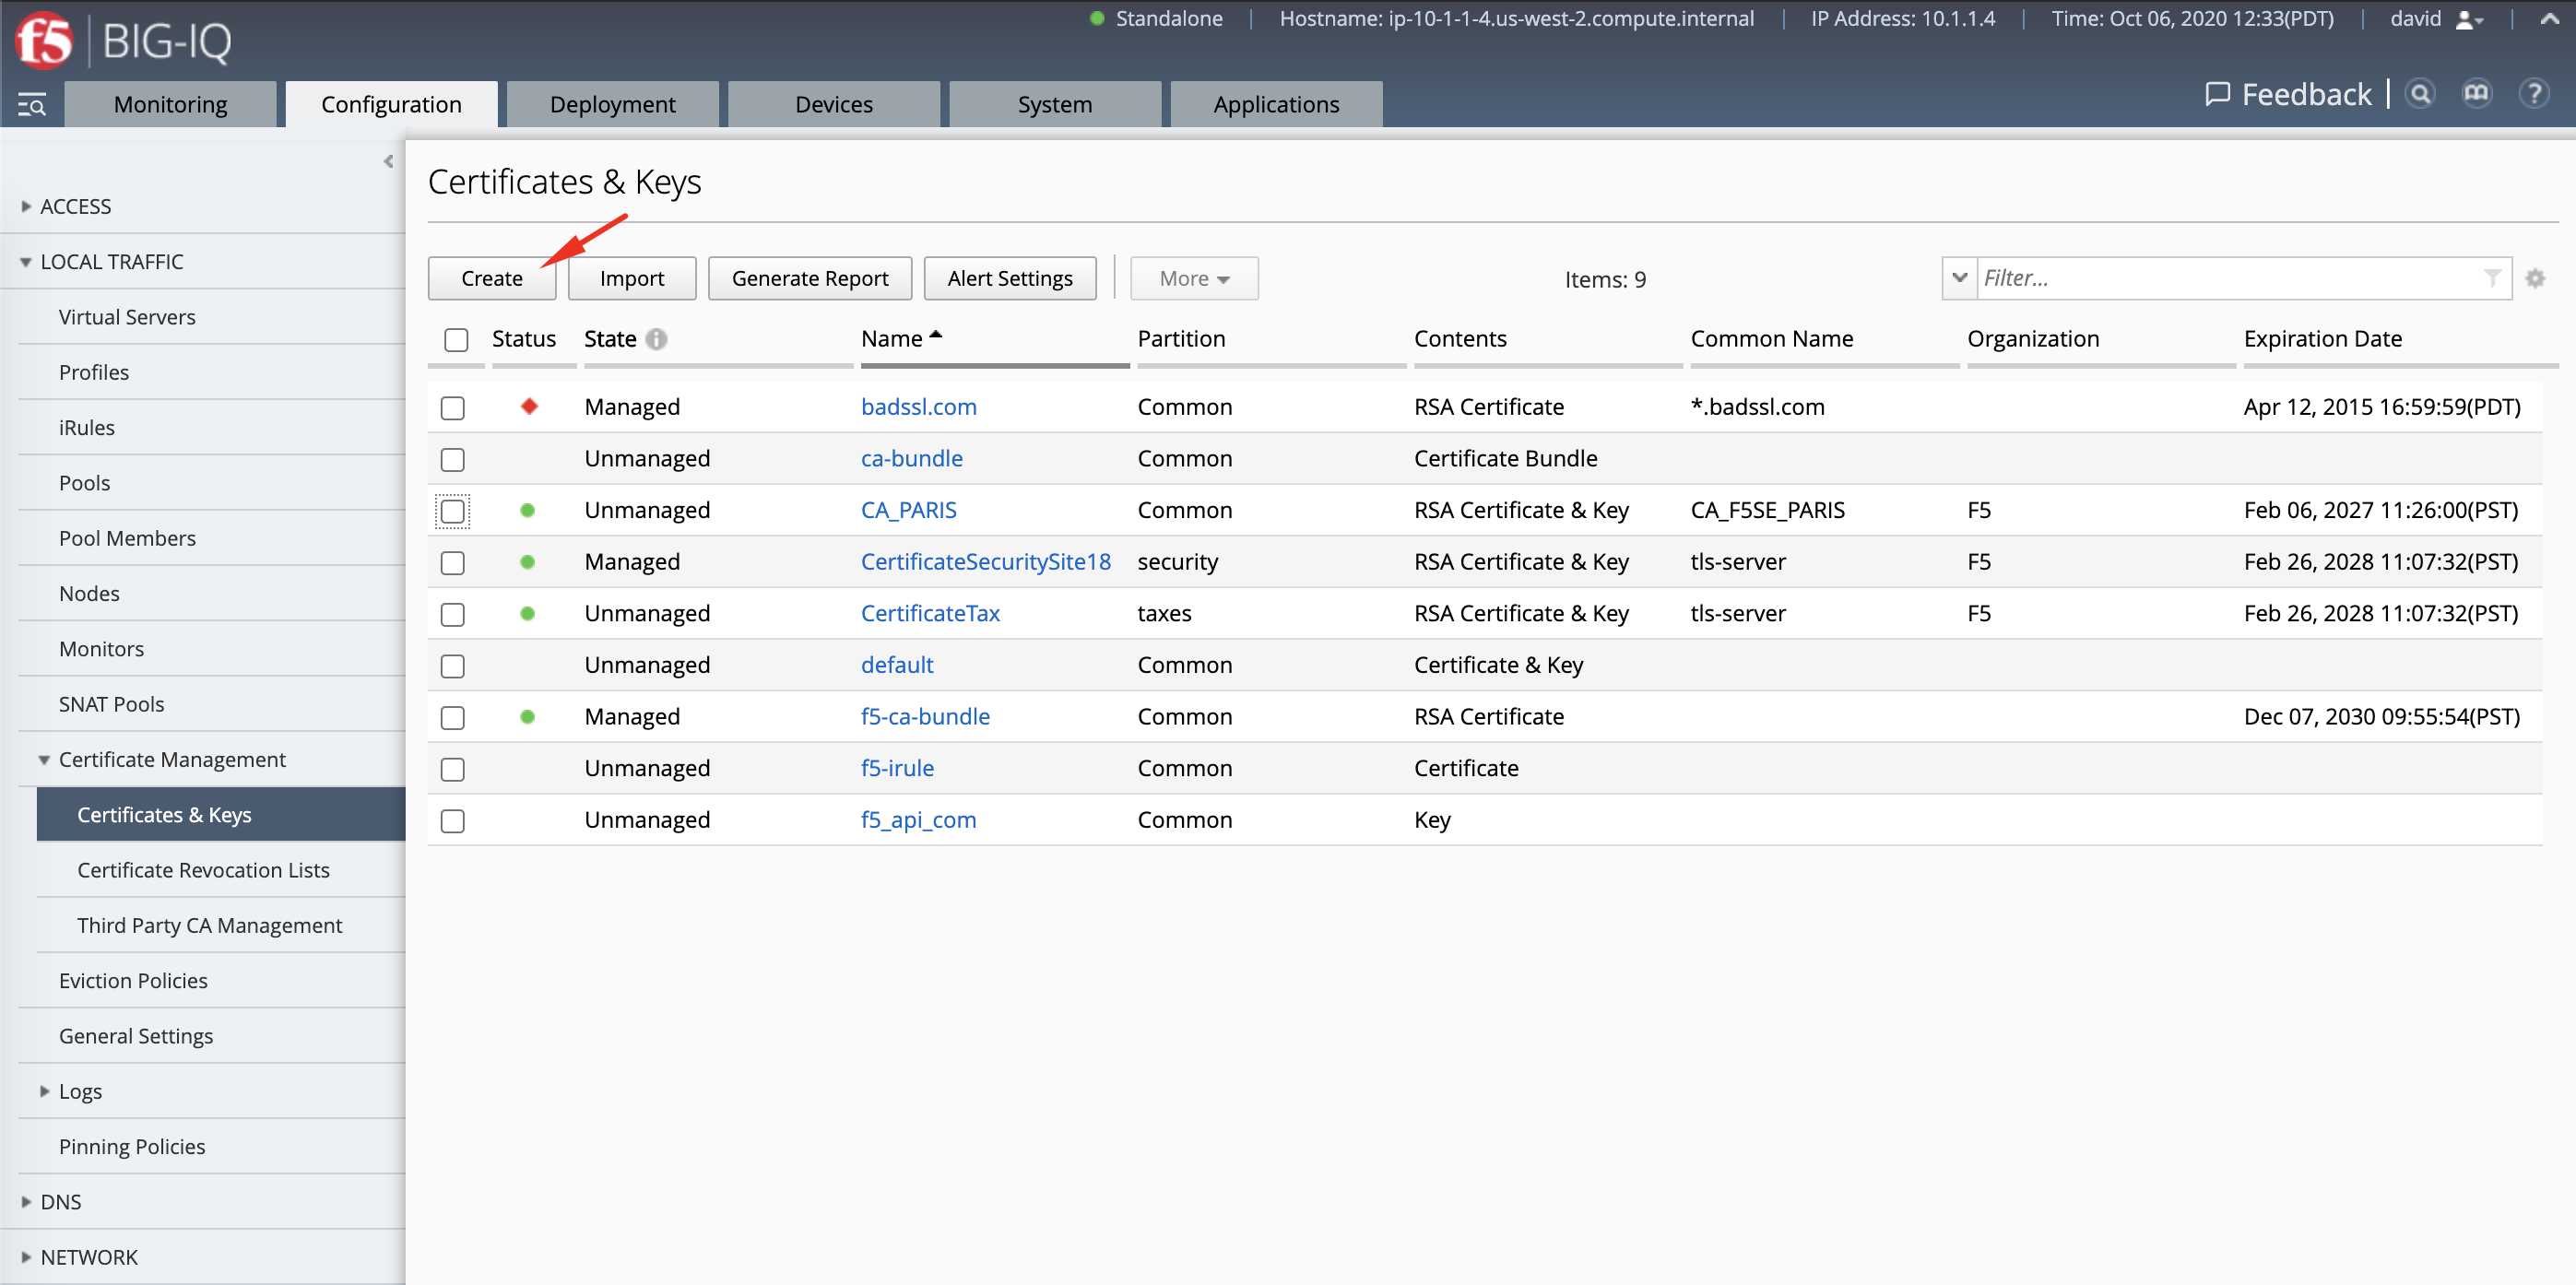 Standalone | Hostname: ip-10-1-1-4.us-west-2.compute.internal | IP Address: 10.1.1.4 | Time: Oct 06, 2020 12:33(PDT) | david
f5 BIG-IQ
Monitoring Configuration Deployment Devices System Applications Feedback
Certificates & Keys
ACCESS
LOCAL TRAFFIC
Virtual Servers
Profiles
iRules
Pools
Pool Members
Nodes
Monitors
SNAT Pools
Certificate Management
Certificates & Keys
Certificate Revocation Lists
Third Party CA Management
Eviction Policies
General Settings
Logs
Pinning Policies
DNS
NETWORK
Create Import Generate Report Alert Settings More Items: 9 Filter...
Status State Name Partition Contents Common Name Organization Expiration Date
Managed badssl.com Common RSA Certificate *.badssl.com Apr 12, 2015 16:59:59(PDT)
Unmanaged ca-bundle Common Certificate Bundle
Unmanaged CA_PARIS Common RSA Certificate & Key CA_F5SE_PARIS F5 Feb 06, 2027 11:26:00(PST)
Managed CertificateSecuritySite18 security RSA Certificate & Key tls-server F5 Feb 26, 2028 11:07:32(PST)
Unmanaged CertificateTax taxes RSA Certificate & Key tls-server F5 Feb 26, 2028 11:07:32(PST)
Unmanaged default Common Certificate & Key
Managed f5-ca-bundle Common RSA Certificate Dec 07, 2030 09:55:54(PST)
Unmanaged f5-irule Common Certificate
Unmanaged f5_api_com Common Key